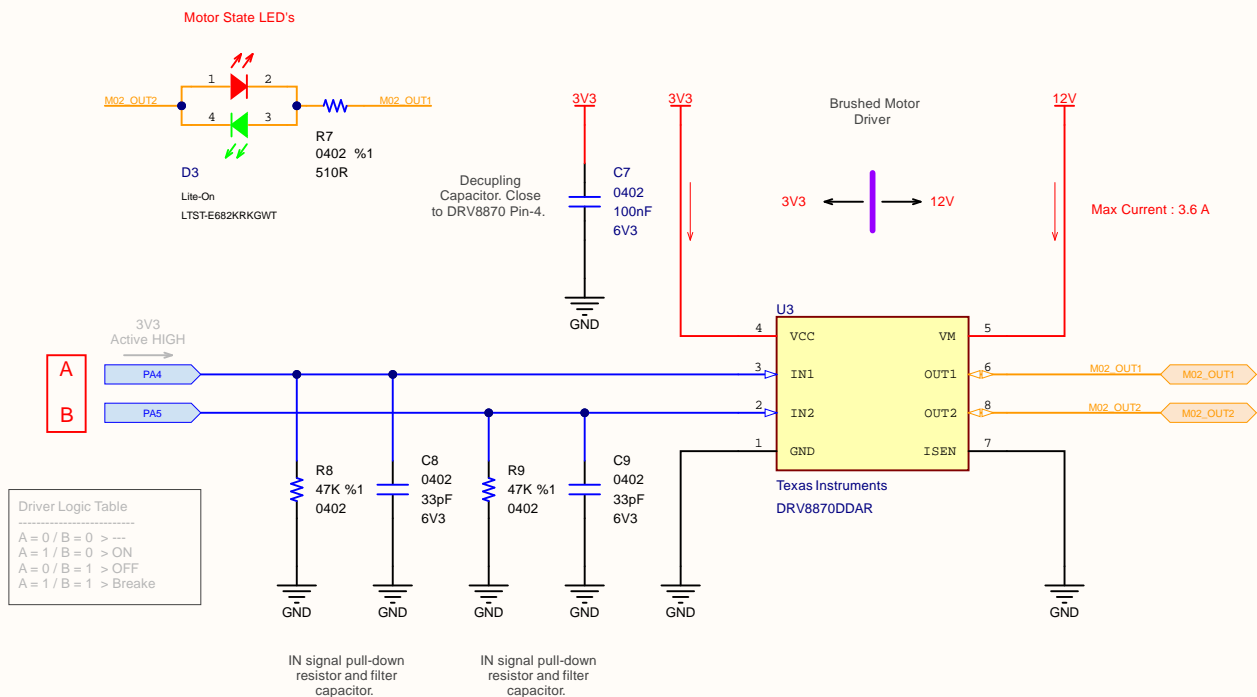 Motor State LED's
1
2
M02_OUT2
M02_OUT1
4
3
R7
0402 %1
510R
D3
Lite-On
LTST-E682KRKGWT
3V3
Decupling
Capacitor. Close
to DRV8870 Pin-4.
C7
0402
100nF
6V3
GND
3V3
12V
Brushed Motor
Driver
3V3
12V
Max Current : 3.6 A
3V3
Active HIGH
A
PA4
B
PA5
U3
4
VCC
VM
5
3
IN1
OUT1
6
M02_OUT1
M02_OUT1
2
IN2
OUT2
8
M02_OUT2
M02_OUT2
1
GND
ISEN
7
Texas Instruments
DRV8870DDAR
R8
47K %1
0402
C8
0402
33pF
6V3
R9
47K %1
0402
C9
0402
33pF
6V3
GND
GND
GND
GND
GND
GND
Driver Logic Table
--------------------------
A = 0 / B = 0 > ---
A = 1 / B = 0 > ON
A = 0 / B = 1 > OFF
A = 1 / B = 1 > Breake
IN signal pull-down
resistor and filter
capacitor.
IN signal pull-down
resistor and filter
capacitor.